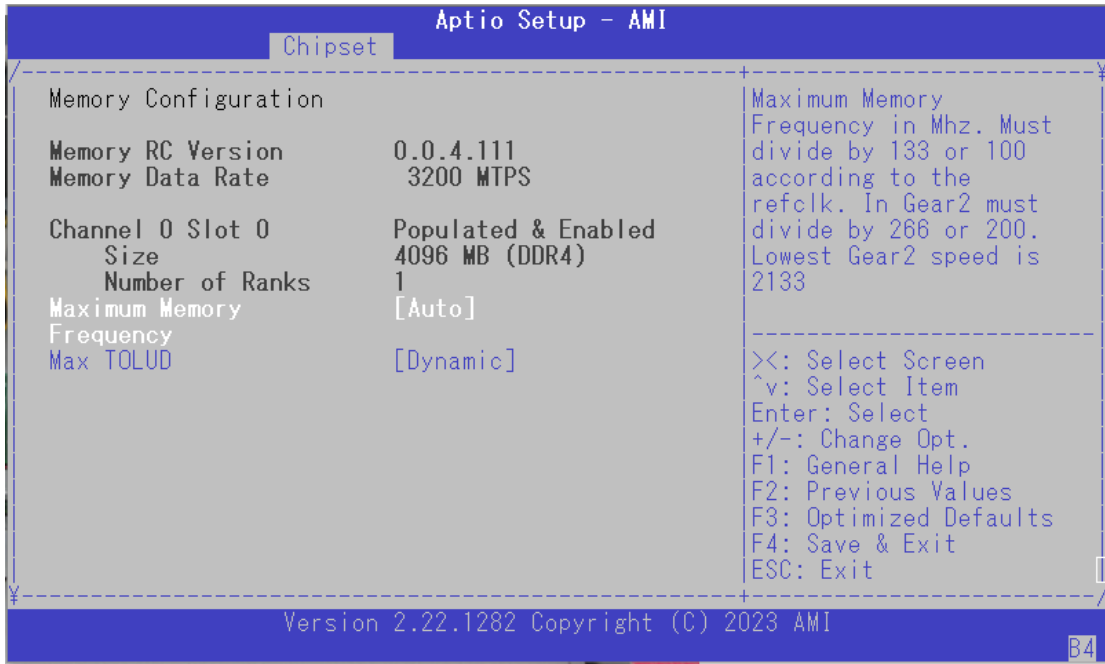 Aptio Setup - AMI
Chipset
Memory Configuration
Memory RC Version 0.0.4.111
Memory Data Rate 3200 MTPS
Channel 0 Slot 0 Populated & Enabled
Size 4096 MB (DDR4)
Number of Ranks 1
Maximum Memory [Auto]
Frequency
Max TOLUD [Dynamic]
Maximum Memory
Frequency in Mhz. Must
divide by 133 or 100
according to the
refclk. In Gear2 must
divide by 266 or 200.
Lowest Gear2 speed is
2133
><: Select Screen
^v: Select Item
Enter: Select
+/-: Change Opt.
F1: General Help
F2: Previous Values
F3: Optimized Defaults
F4: Save & Exit
ESC: Exit
Version 2.22.1282 Copyright (C) 2023 AMI
B4